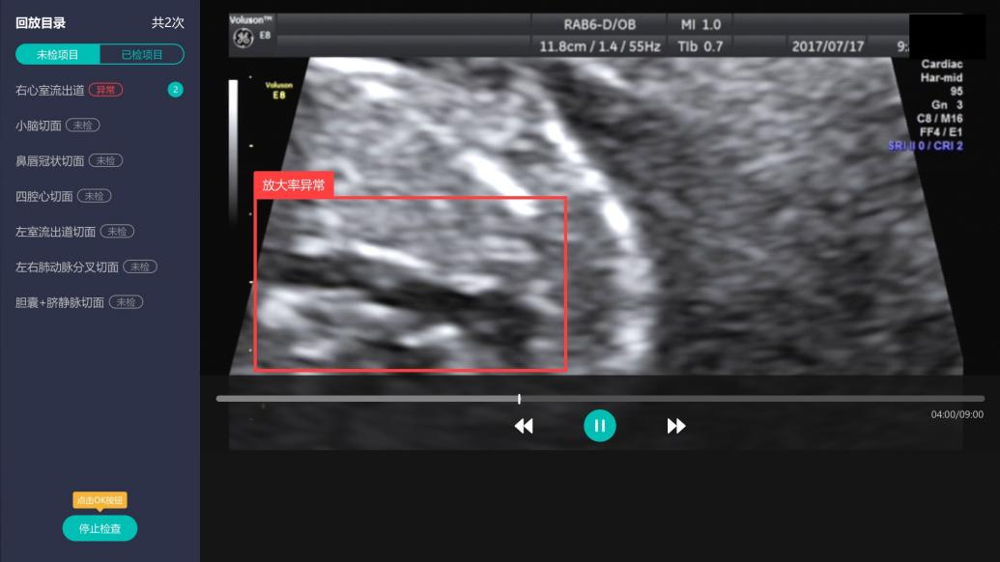 回放目录 共2次
未检项目 已检项目
右心室流出道 异常 2
小脑切面 未检
鼻唇冠状切面 未检
四腔心切面 未检
左室流出道切面 未检
左右肺动脉分叉切面 未检
胆囊+脐静脉切面 未检
点击OK按钮
停止检查
Voluson™
E8
RAB6-D/OB MI 1.0
11.8cm / 1.4 / 55Hz TIb 0.7 2017/07/17 9:
Voluson
E8
Cardiac
Har-mid
95
Gn 3
C8 / M16
FF4 / E1
SRI II 0 / CRI 2
放大率异常
04:00/09:00